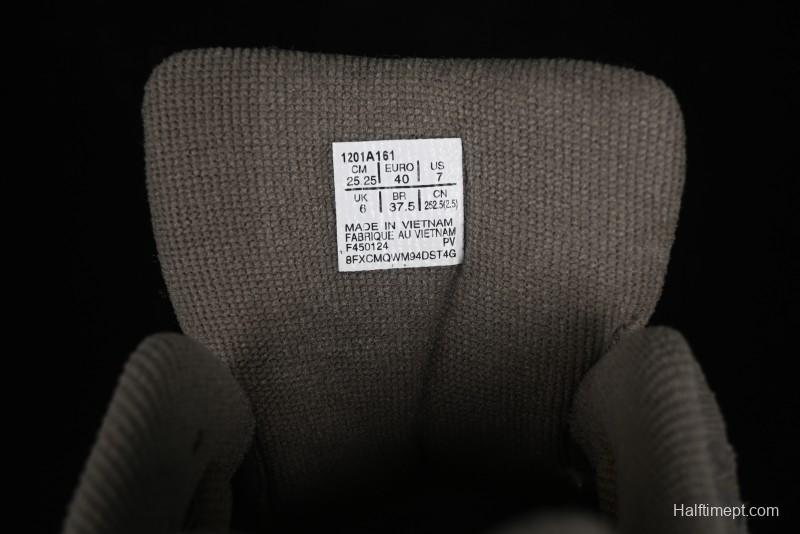 1201A161
CM EURO US
25.25 40 7
UK BR CN
6 37.5 252.5(2.5)
MADE IN VIETNAM
FABRIQUE AU VIETNAM
F450124 PV
8FXCMQWM94DST4G
Halftimept.com